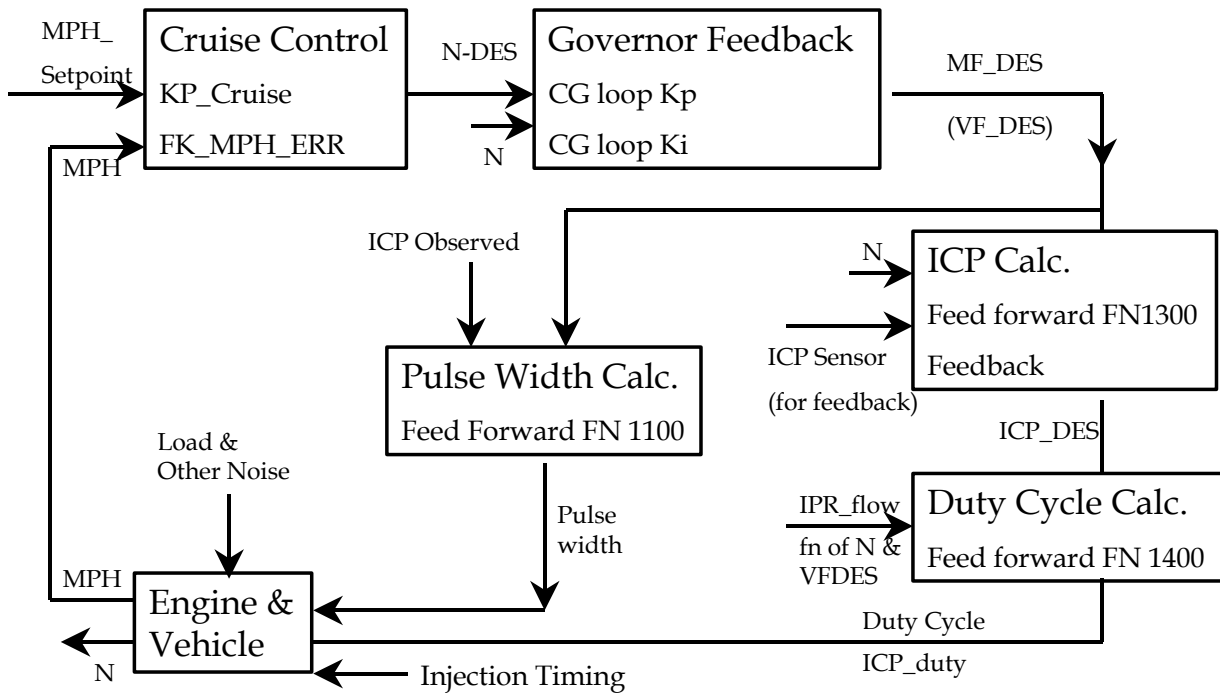 MPH_
Setpoint
Cruise Control
KP_Cruise
FK_MPH_ERR
MPH
N-DES
N
Governor Feedback
CG loop Kp
CG loop Ki
MF_DES
(VF_DES)
ICP Observed
N
ICP Sensor
(for feedback)
ICP Calc.
Feed forward FN1300
Feedback
Pulse Width Calc.
Feed Forward FN 1100
ICP_DES
Load &
Other Noise
Pulse
width
IPR_flow
fn of N &
VFDES
Duty Cycle Calc.
Feed forward FN 1400
MPH
Engine &
Vehicle
N
Duty Cycle
ICP_duty
Injection Timing